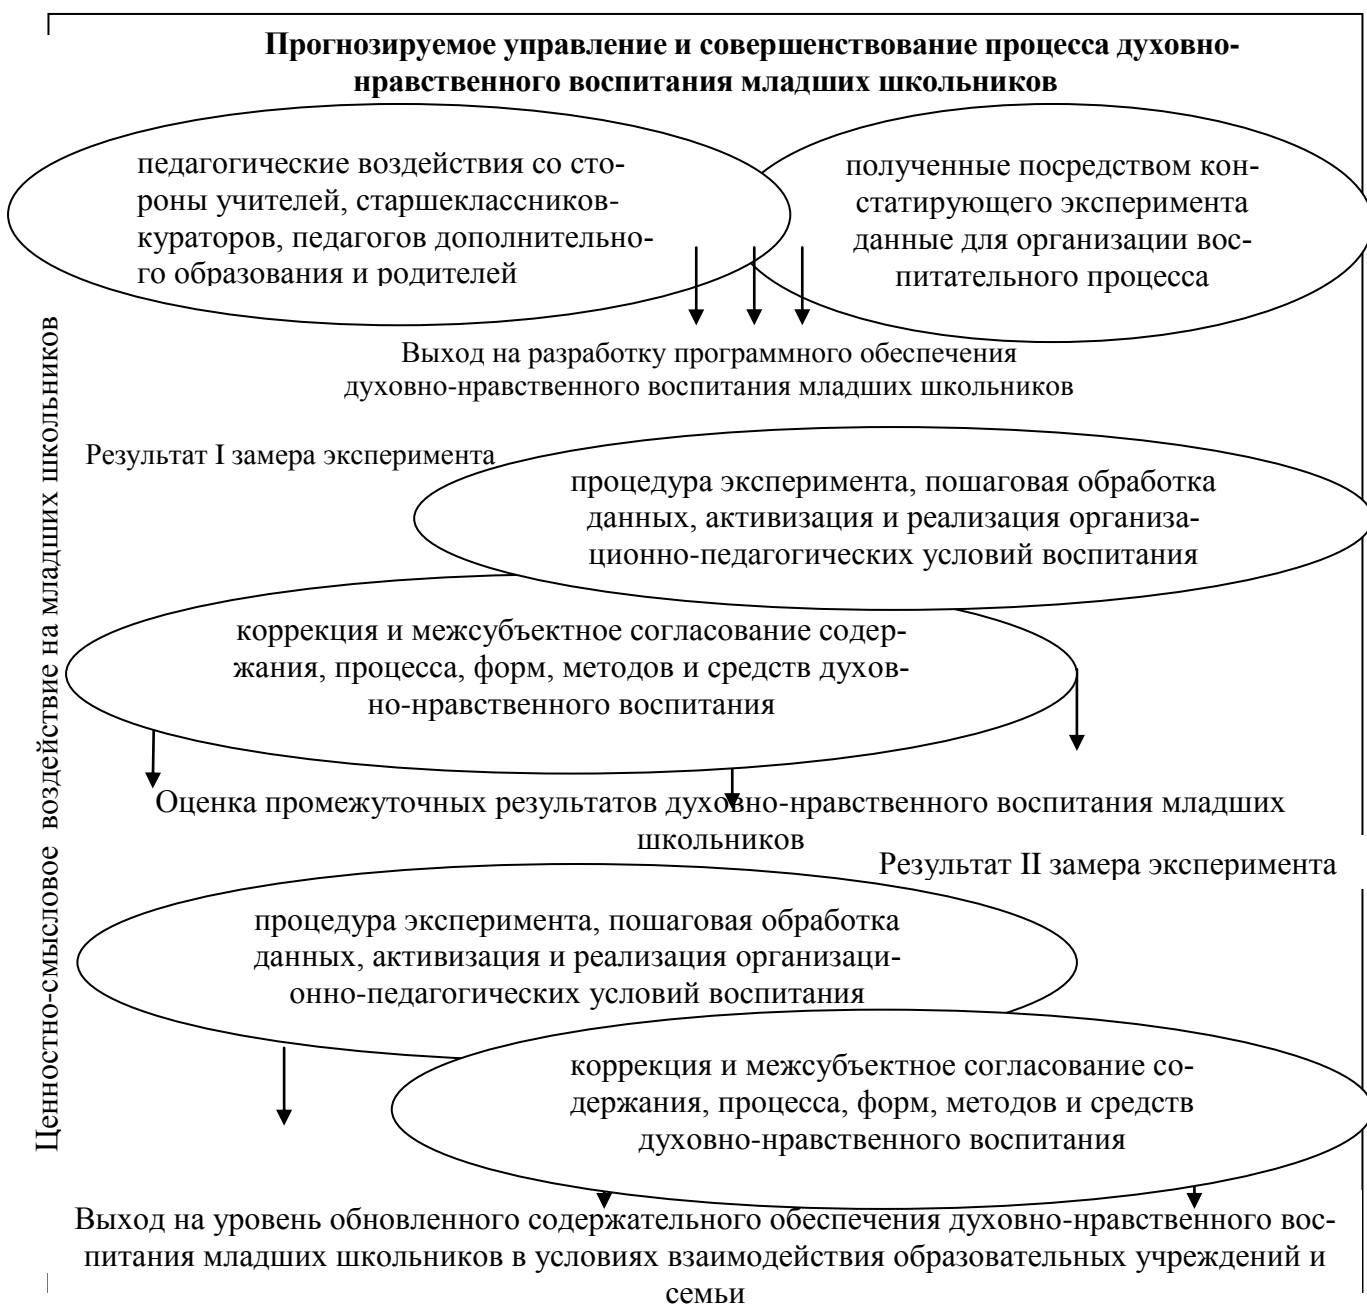 Прогнозируемое управление и совершенствование процесса духовно-
нравственного воспитания младших школьников
педагогические воздействия со сто-
роны учителей, старшеклассников-
кураторов, педагогов дополнительно-
го образования и родителей
полученные посредством кон-
статирующего эксперимента
данные для организации вос-
питательного процесса
Выход на разработку программного обеспечения
духовно-нравственного воспитания младших школьников
Результат I замера эксперимента
процедура эксперимента, пошаговая обработка
данных, активизация и реализация организа-
ционно-педагогических условий воспитания
коррекция и межсубъектное согласование содер-
жания, процесса, форм, методов и средств духов-
но-нравственного воспитания
Оценка промежуточных результатов духовно-нравственного воспитания младших
школьников
Результат II замера эксперимента
процедура эксперимента, пошаговая обработка
данных, активизация и реализация организаци-
онно-педагогических условий воспитания
коррекция и межсубъектное согласование со-
держания, процесса, форм, методов и средств
духовно-нравственного воспитания
Выход на уровень обновленного содержательного обеспечения духовно-нравственного вос-
питания младших школьников в условиях взаимодействия образовательных учреждений и
семьи
Ценностно-смысловое воздействие на младших школьников